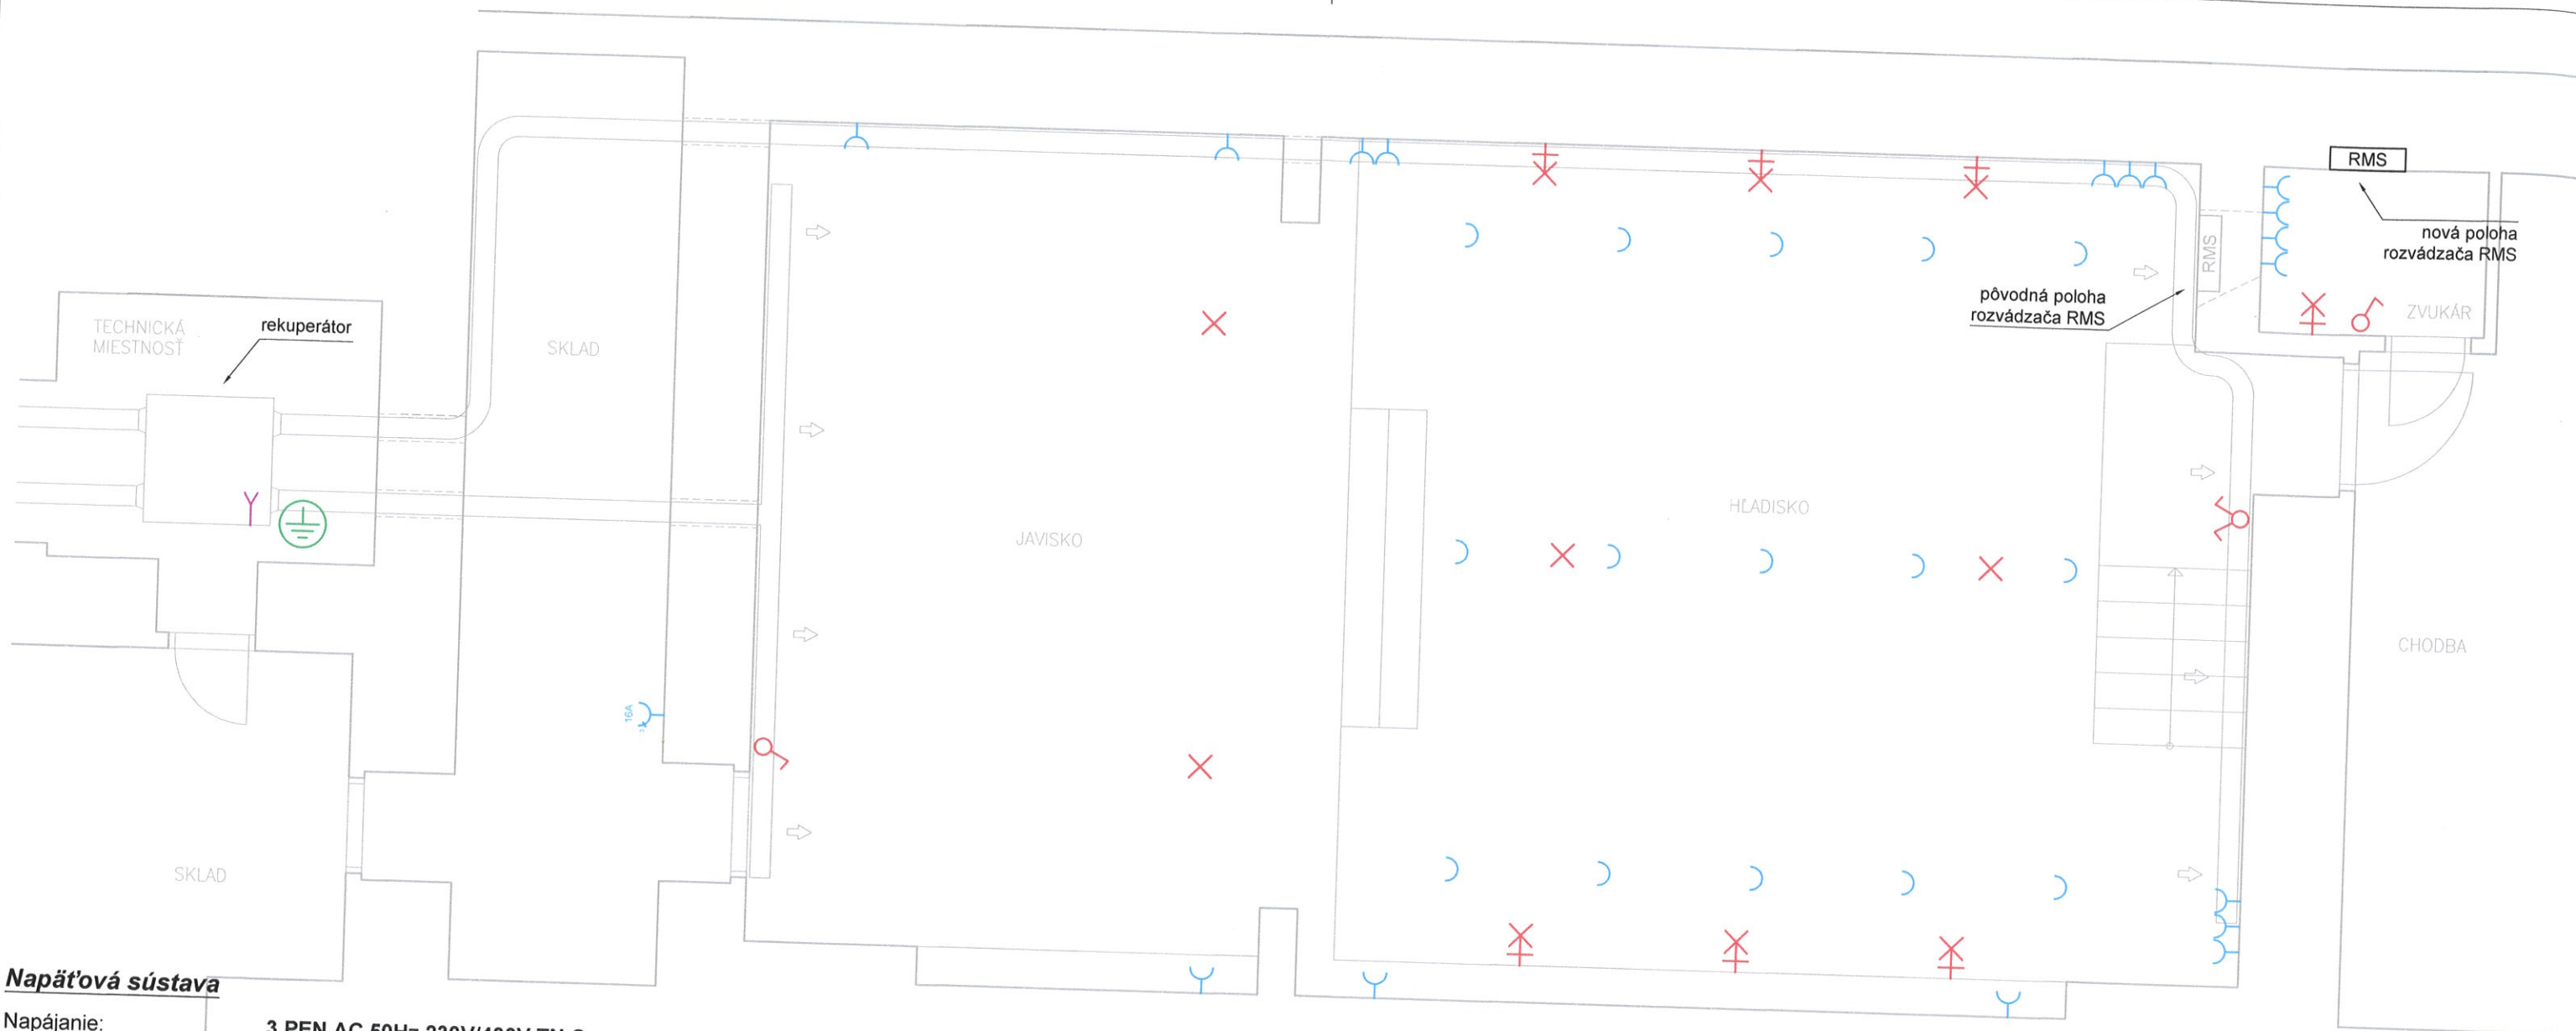 RMS
nová poloha
rozvádzača RMS
RMS
pôvodná poloha
rozvádzača RMS
ZVUKÁR
TECHNICKÁ
MIESTNOSŤ
rekuperátor
SKLAD
HĽADISKO
JAVISKO
CHODBA
16A
SKLAD
Napäťová sústava
Napájanie: